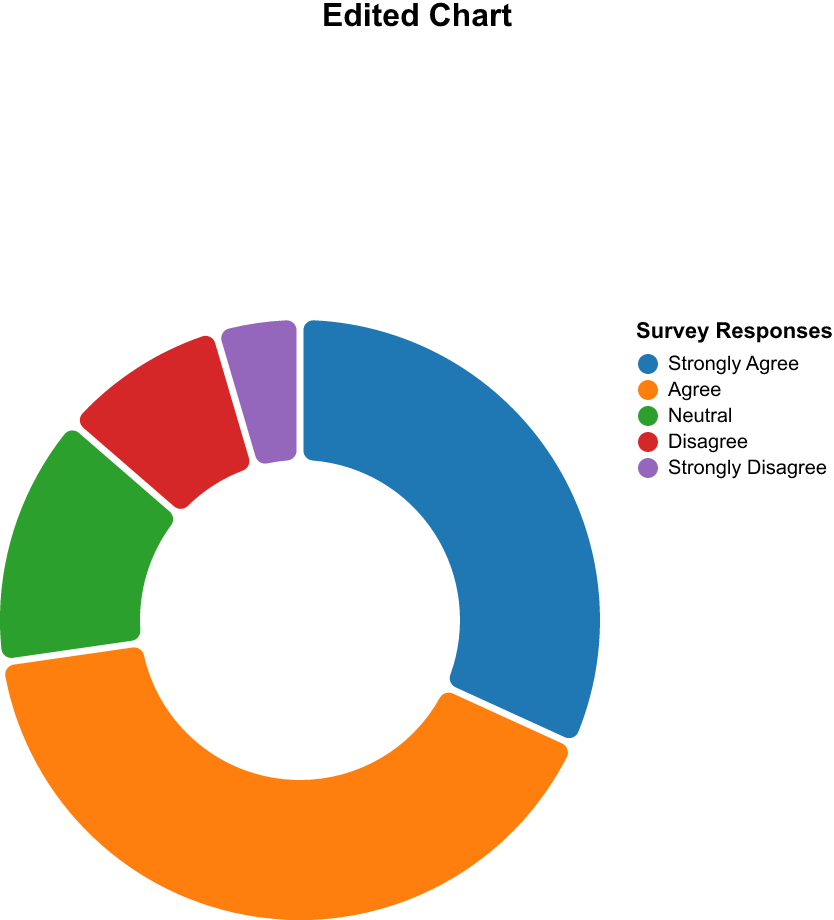 Edited Chart
Survey Responses
Strongly Agree
Agree
Neutral
Disagree
Strongly Disagree